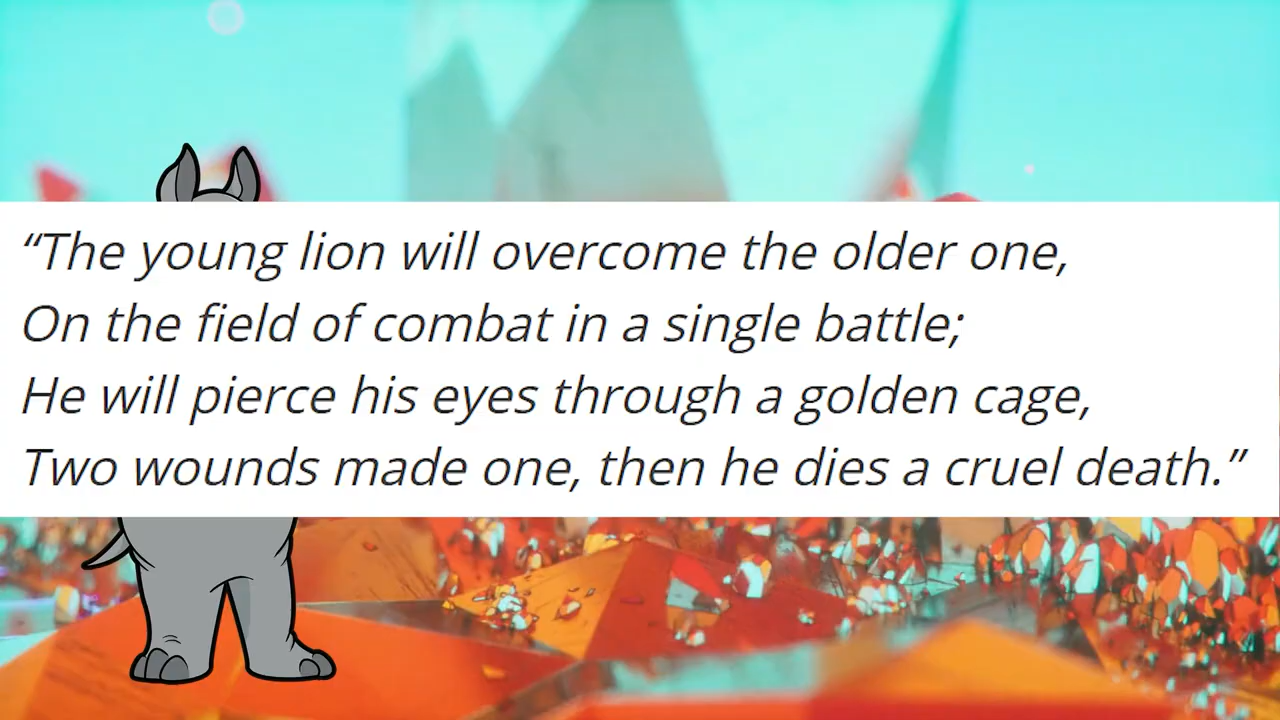 “The young lion will overcome the older one,
On the field of combat in a single battle;
He will pierce his eyes through a golden cage,
Two wounds made one, then he dies a cruel death.”